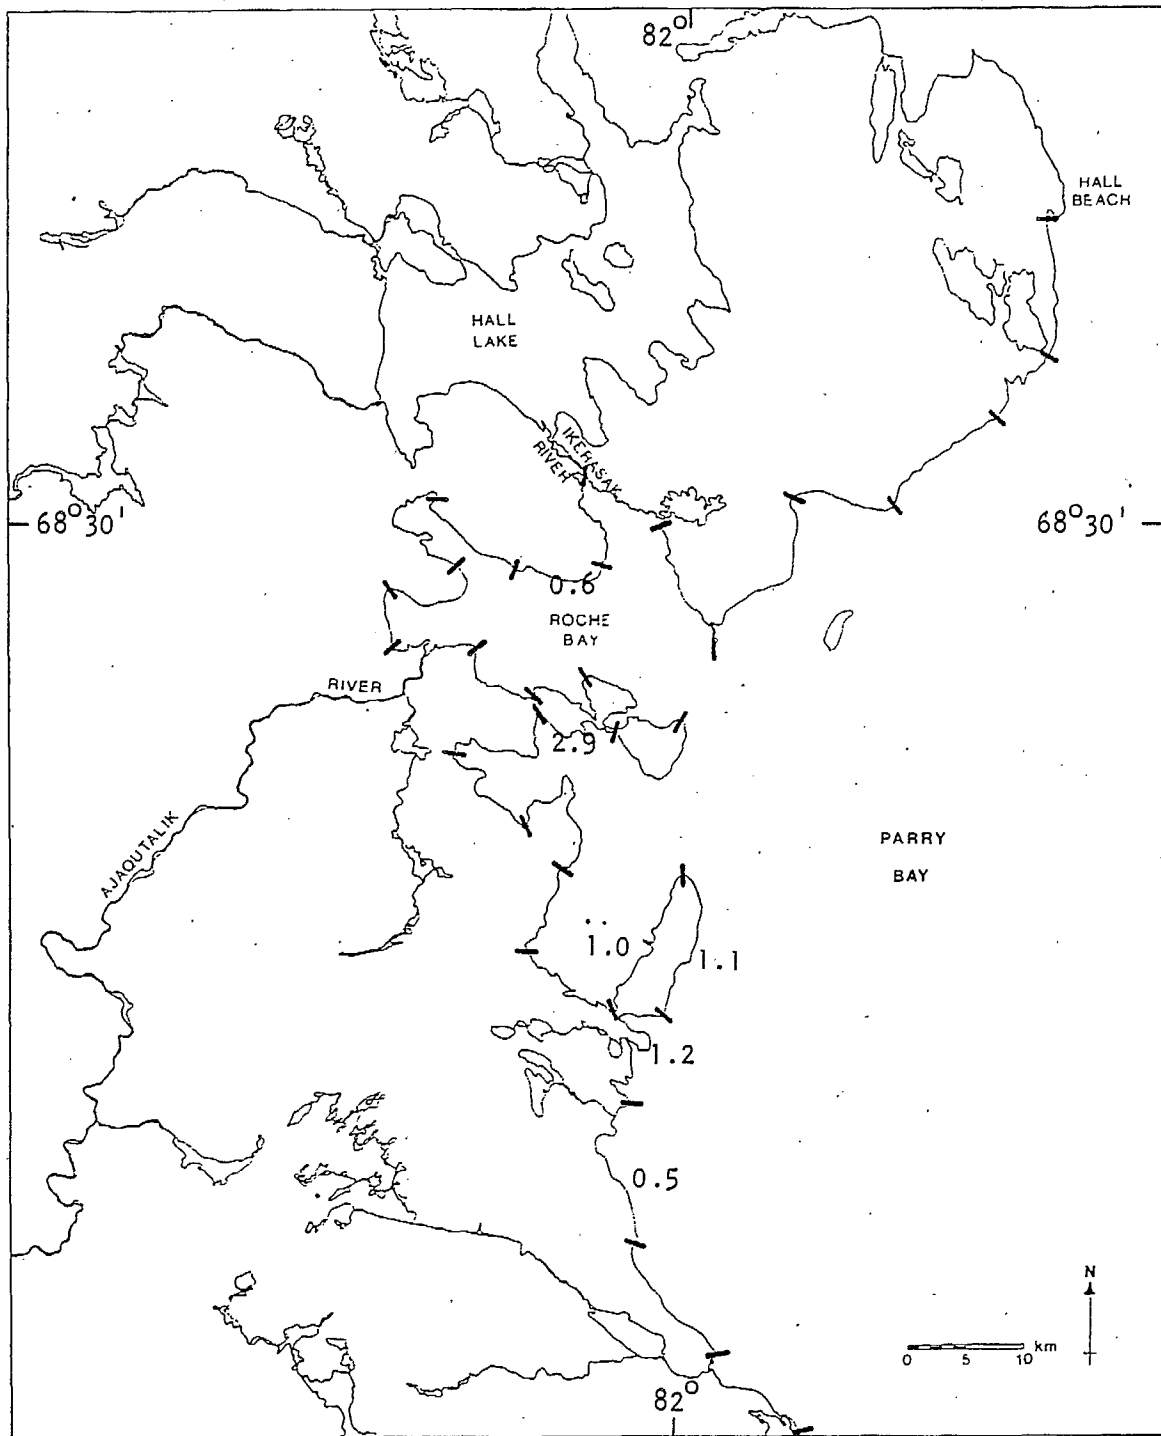 82°
HALL
BEACH
HALL
LAKE
IKERASAK
RIVER
68°30'
68°30'
0.6
ROCHE
BAY
RIVER
2.9
AJAQUTALIK
PARRY
BAY
1.0
1.1
1.2
0.5
N
km
0 5 10
82°